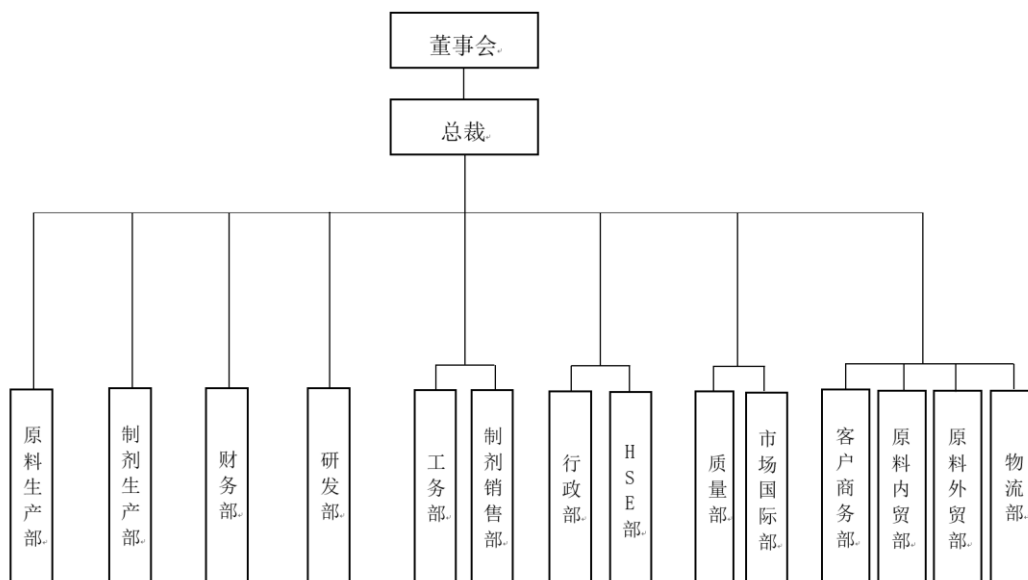 董事会
总裁
原料生产部
制剂生产部
财务部
研发部
工务部
制剂销售部
行政部
HSE部
质量部
市场国际部
客户商务部
原料内贸部
原料外贸部
物流部